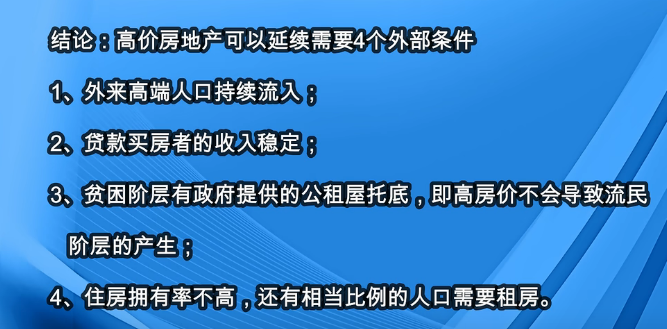 结论：高价房地产可以延续需要4个外部条件
1、外来高端人口持续流入；
2、贷款买房者的收入稳定；
3、贫困阶层有政府提供的公租屋托底，即高房价不会导致流民
阶层的产生；
4、住房拥有率不高，还有相当比例的人口需要租房。